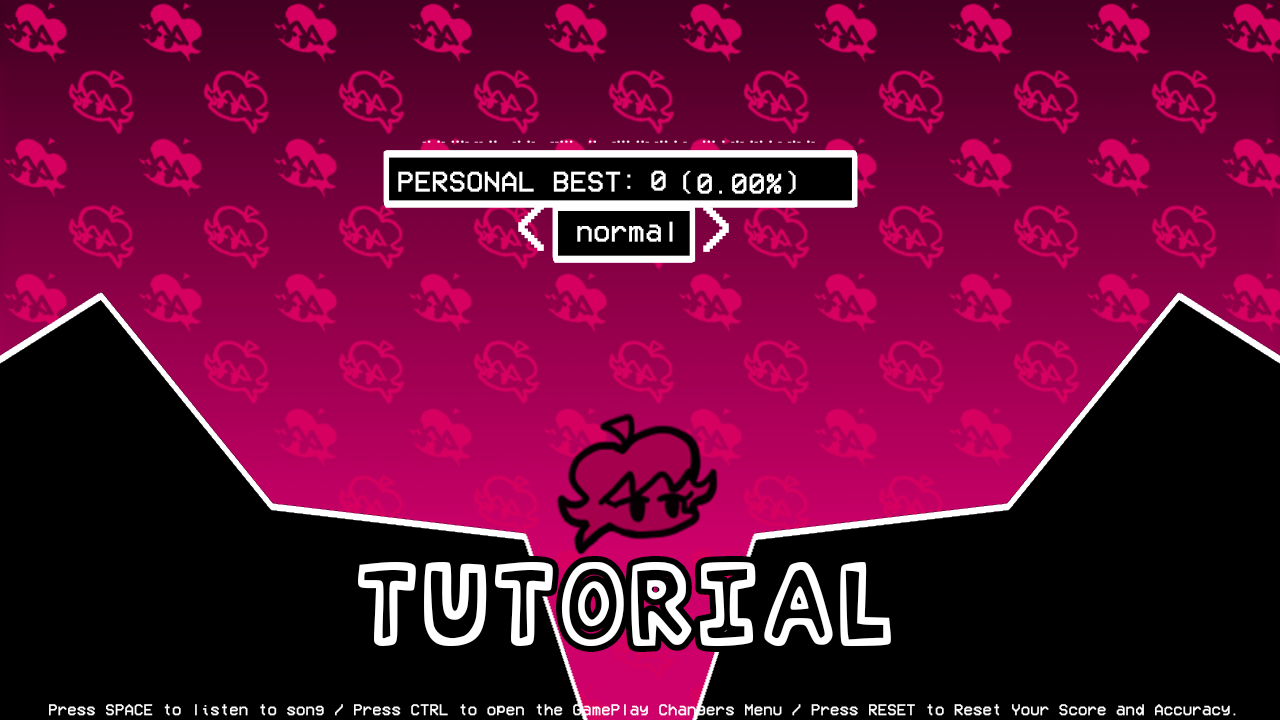 PERSONAL BEST: 0 (0.00%)
normal
TUTORIAL
Press SPACE to listen to song / Press CTRL to open the GamePlay Changers Menu / Press RESET to Reset Your Score and Accuracy.